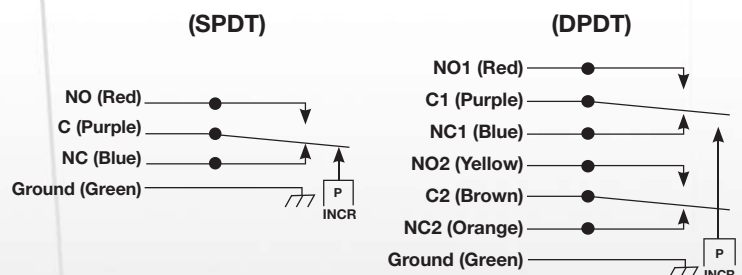 (SPDT)
NO (Red)
C (Purple)
NC (Blue)
Ground (Green)
P
INCR
(DPDT)
NO1 (Red)
C1 (Purple)
NC1 (Blue)
NO2 (Yellow)
C2 (Brown)
NC2 (Orange)
Ground (Green)
P
INCR